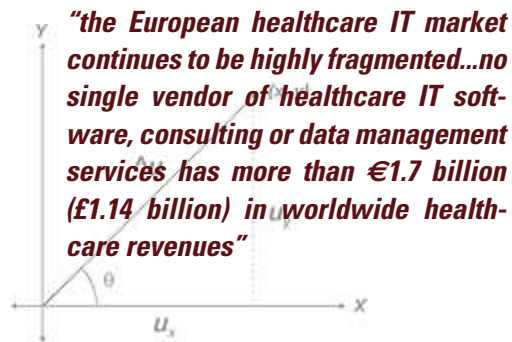 “the European healthcare IT market
continues to be highly fragmented...no
single vendor of healthcare IT soft-
ware, consulting or data management
services has more than €1.7 billion
(£1.14 billion) in worldwide health-
care revenues”
Y
θ
X
uₓ